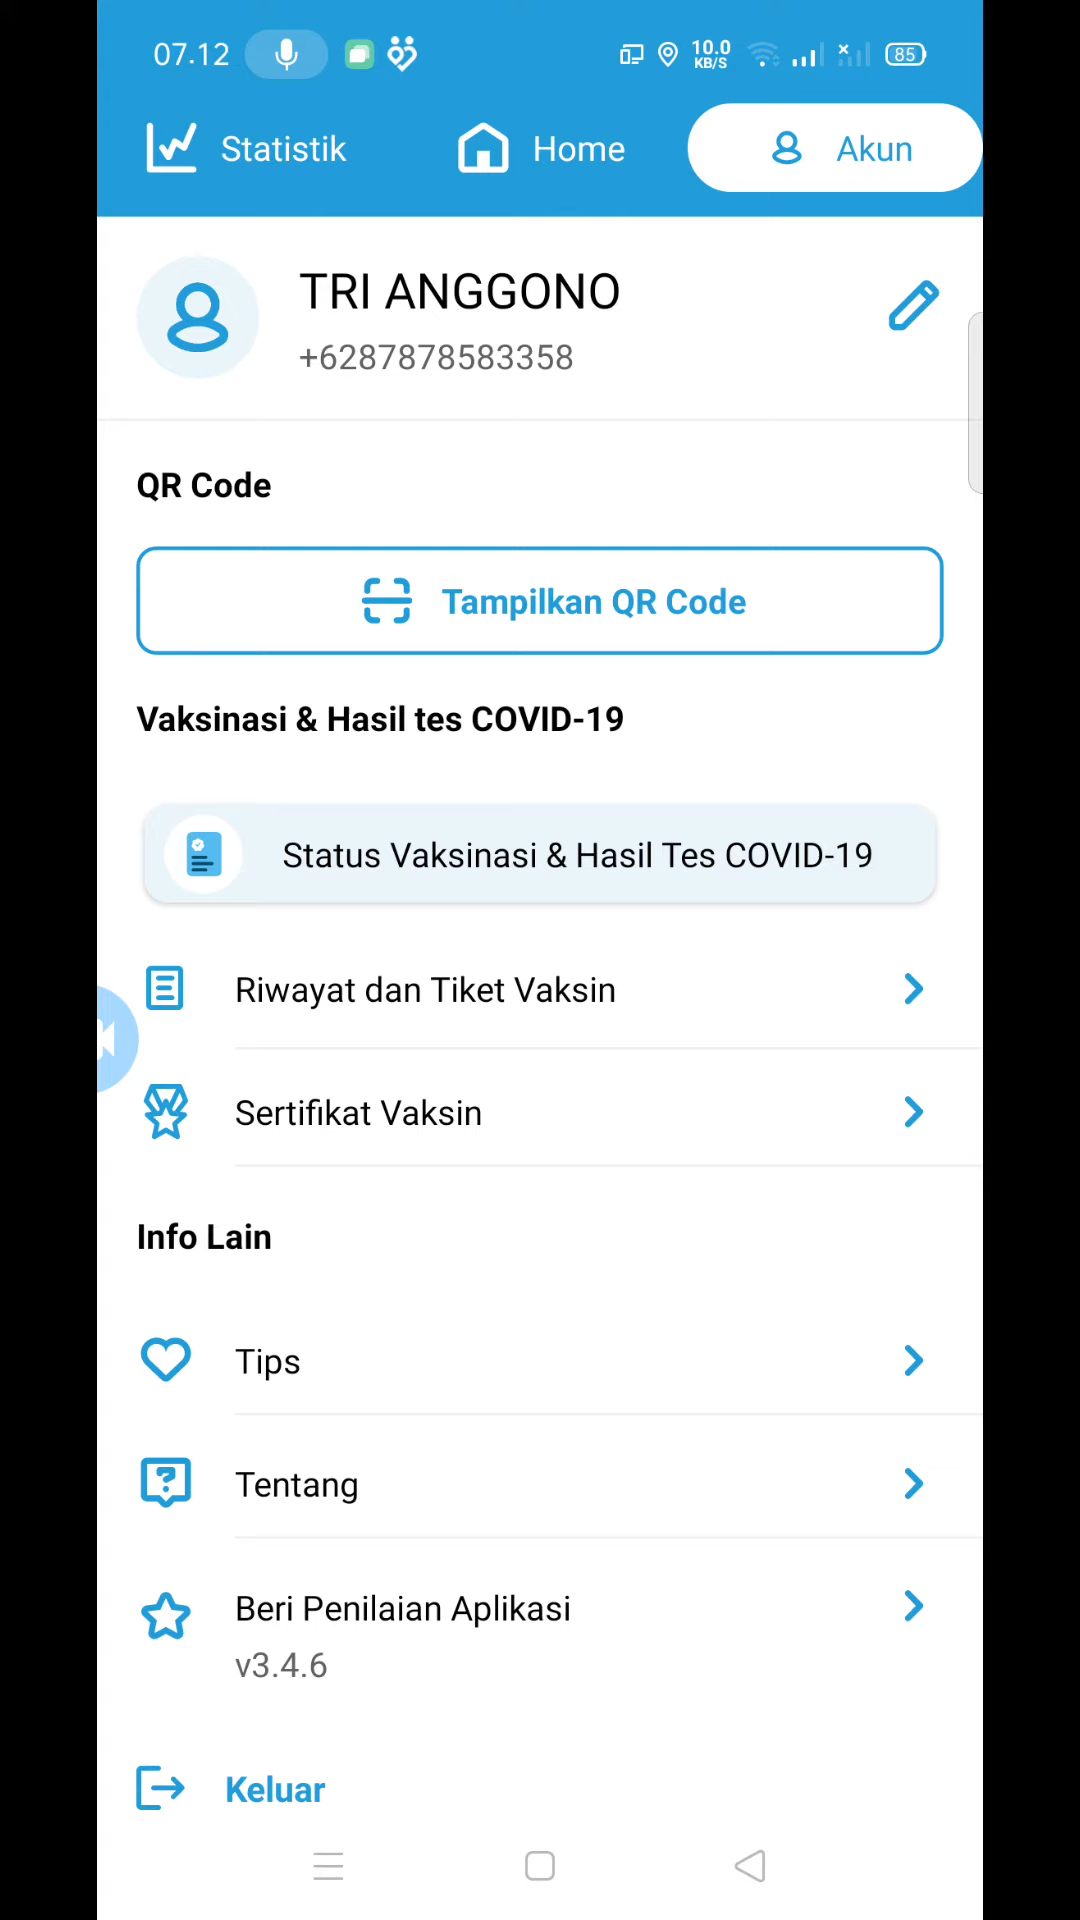 07.12
10.0
KB/S
85
Statistik
Home
Akun
TRI ANGGONO
+6287878583358
QR Code
Tampilkan QR Code
Vaksinasi & Hasil tes COVID-19
Status Vaksinasi & Hasil Tes COVID-19
Riwayat dan Tiket Vaksin
Sertifikat Vaksin
Info Lain
Tips
Tentang
Beri Penilaian Aplikasi
v3.4.6
Keluar